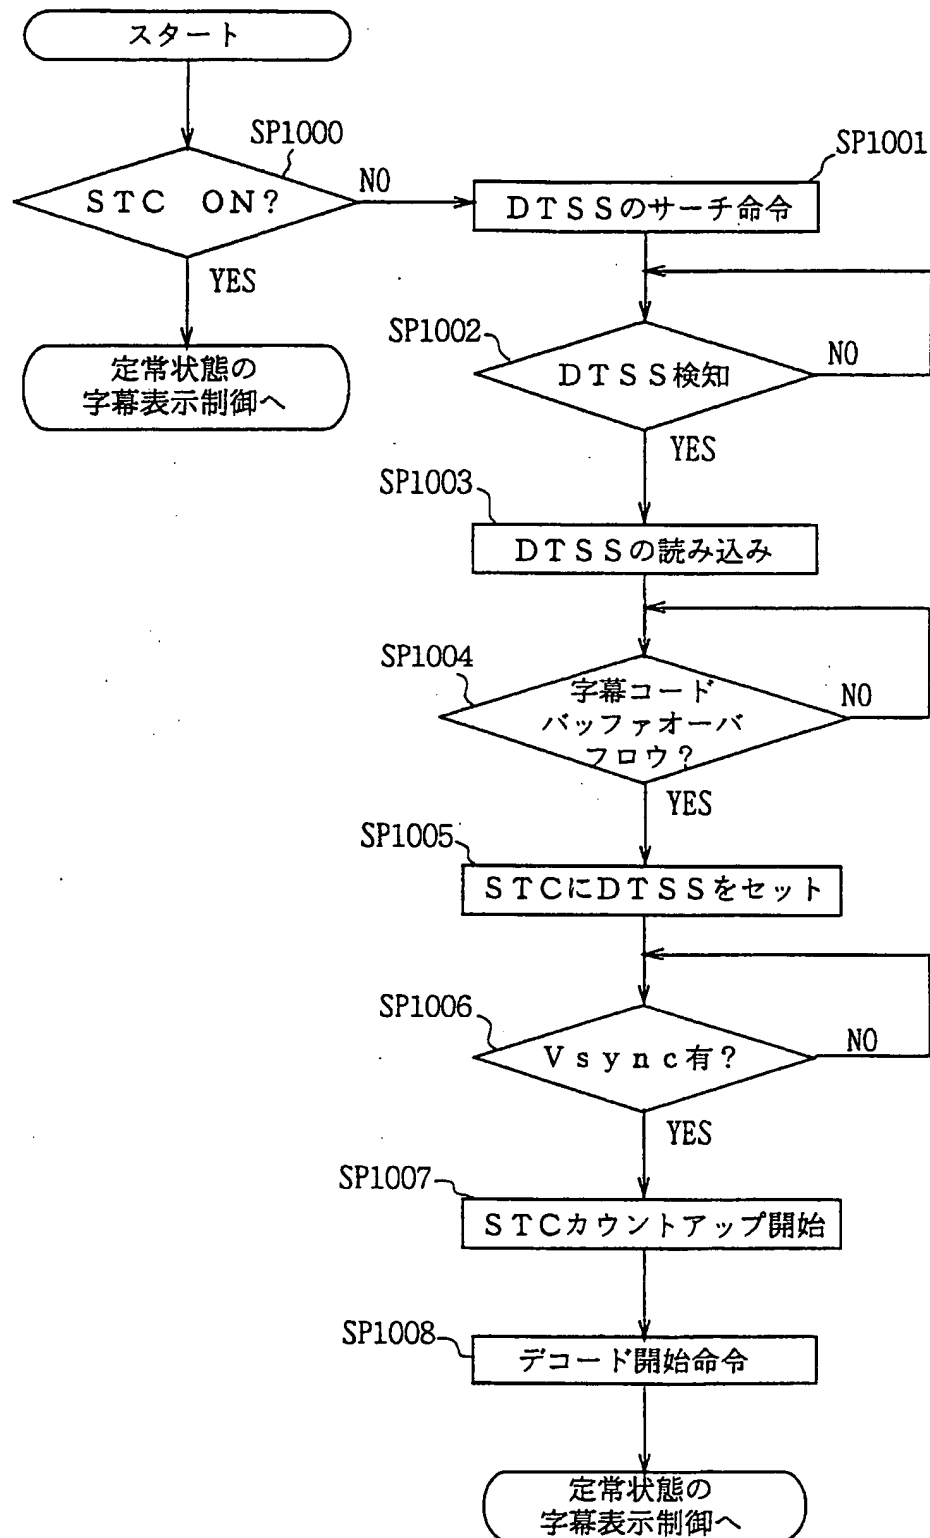 スタート
SP1000
STC ON?
NO
YES
定常状態の
字幕表示制御へ
SP1001
DTSSのサーチ命令
SP1002
DTSS検知
NO
YES
SP1003
DTSSの読み込み
SP1004
字幕コード
バッファオーバ
フロウ?
NO
YES
SP1005
STCにDTSSをセット
SP1006
Vsync有?
NO
YES
SP1007
STCカウントアップ開始
SP1008
デコード開始命令
定常状態の
字幕表示制御へ